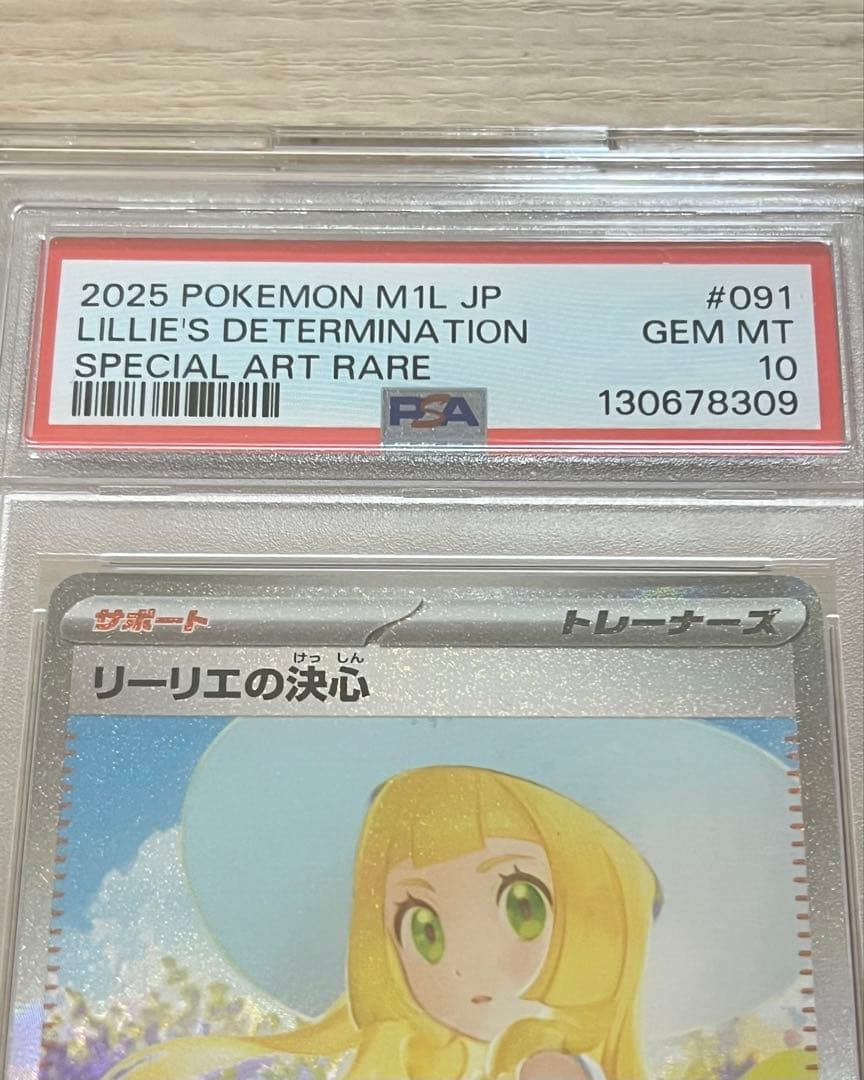 2025 POKEMON M1L JP #091
LILLIE'S DETERMINATION GEM MT
SPECIAL ART RARE 10
PSA 130678309
サポート トレーナーズ
けっ しん
リーリエの決心